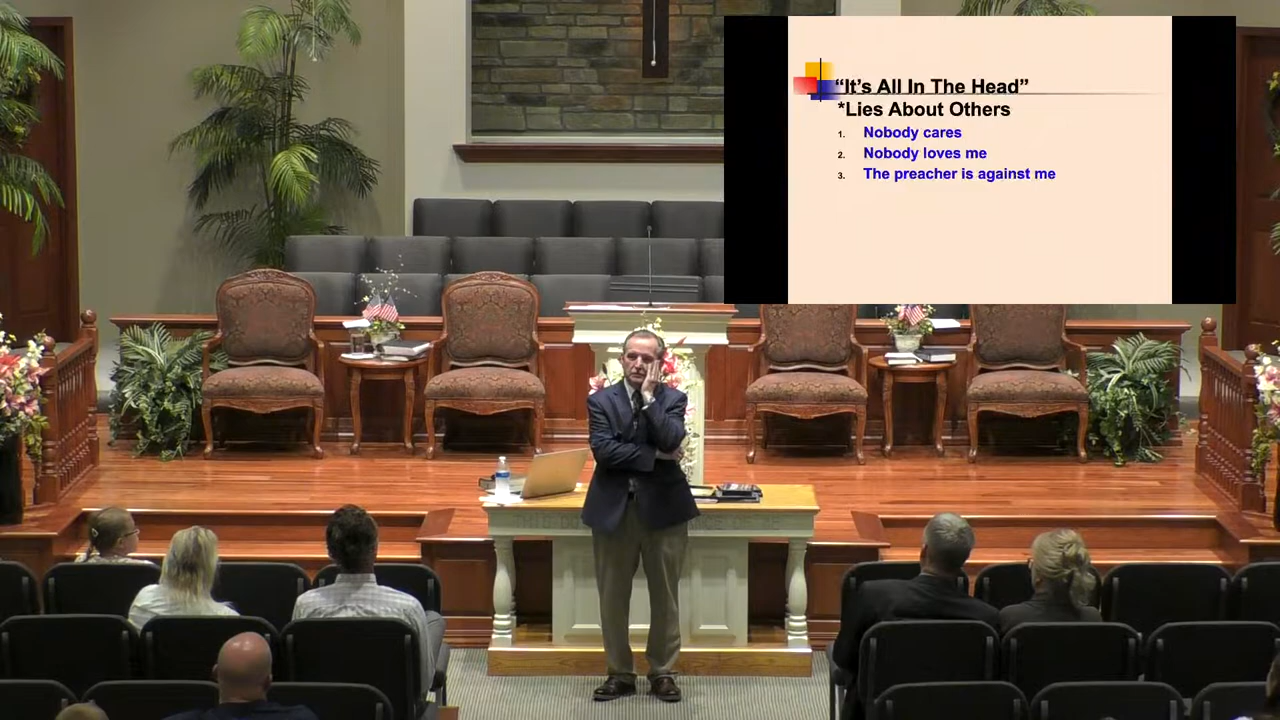 “It’s All In The Head”
*Lies About Others
1. Nobody cares
2. Nobody loves me
3. The preacher is against me